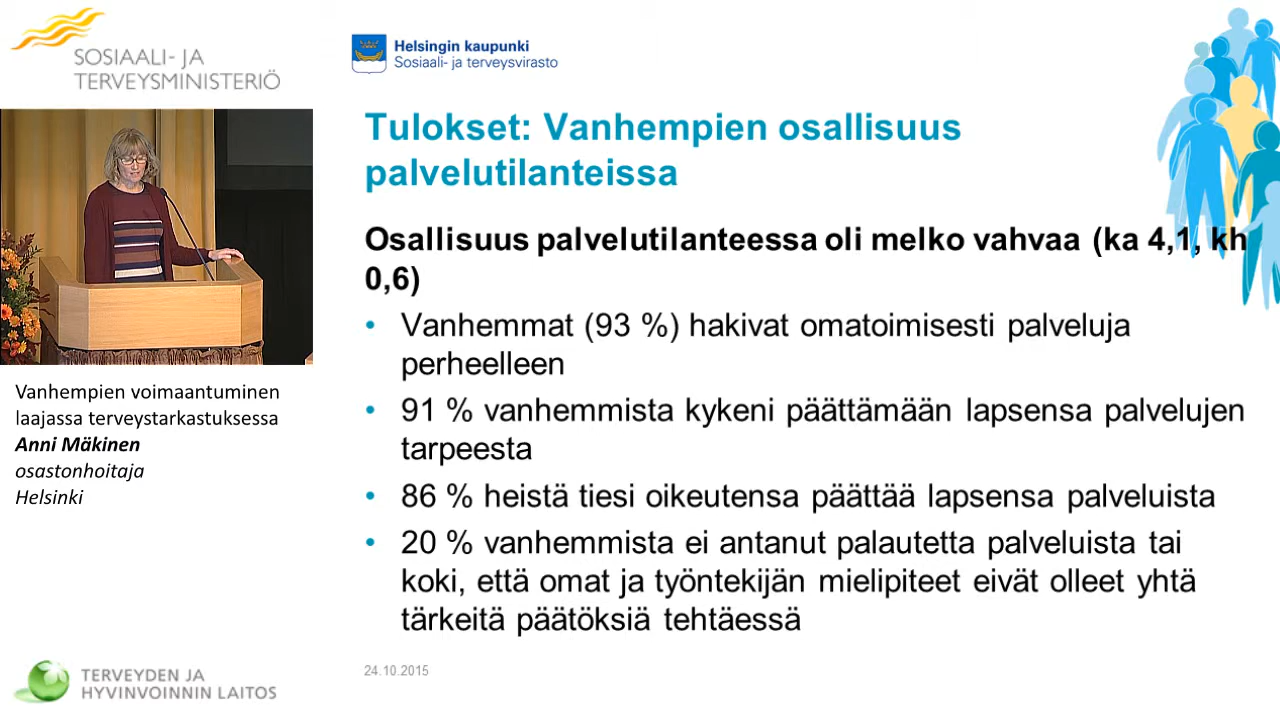 SOSIAALI- JA
TERVEYSMINISTERIÖ
Helsingin kaupunki
Sosiaali- ja terveysvirasto
Tulokset: Vanhempien osallisuus
palvelutilanteissa
Osallisuus palvelutilanteessa oli melko vahvaa (ka 4,1, kh
0,6)
• Vanhemmat (93 %) hakivat omatoimisesti palveluja
perheelleen
• 91 % vanhemmista kykeni päättämään lapsensa palvelujen
tarpeesta
• 86 % heistä tiesi oikeutensa päättää lapsensa palveluista
• 20 % vanhemmista ei antanut palautetta palveluista tai
koki, että omat ja työntekijän mielipiteet eivät olleet yhtä
tärkeitä päätöksiä tehtäessä
Vanhempien voimaantuminen
laajassa terveystarkastuksessa
Anni Mäkinen
osastonhoitaja
Helsinki
TERVEYDEN JA
HYVINVOINNIN LAITOS
24.10.2015